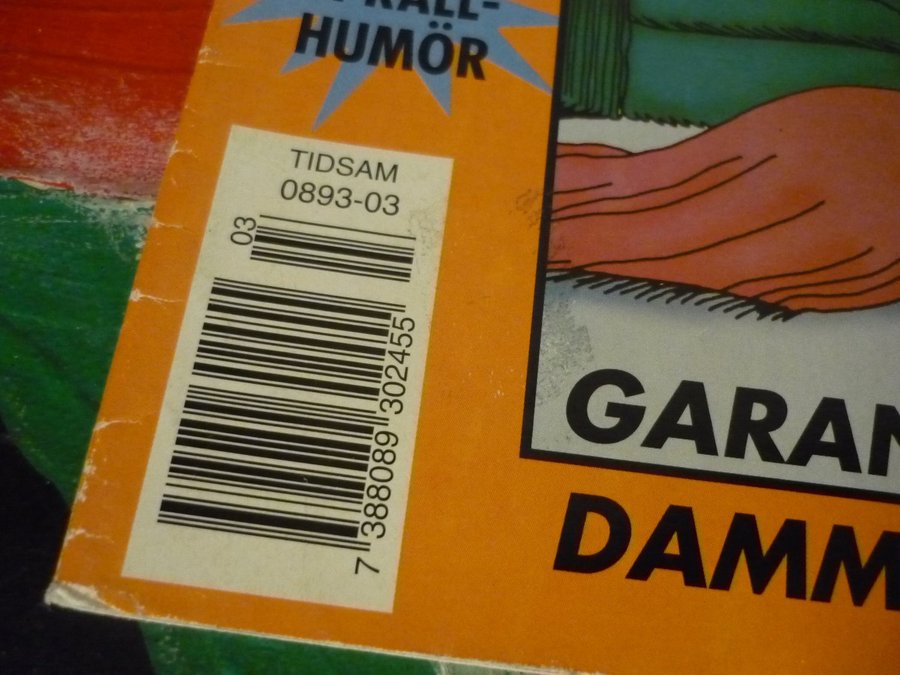 HUMÖR
TIDSAM
0893-03
03
7 388089 302455
GARAN
DAMM